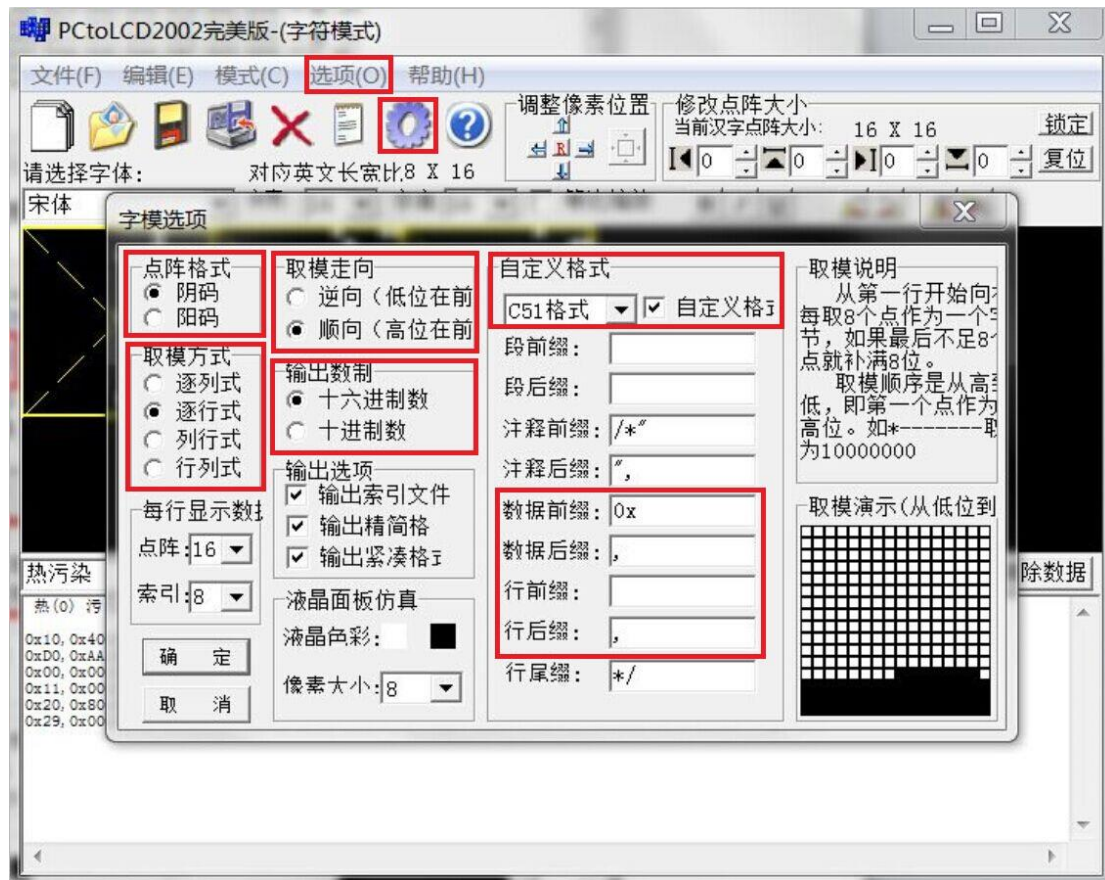 PCtoLCD2002完美版-(字符模式)
文件(F) 编辑(E) 模式(C) 选项(O) 帮助(H)
调整像素位置
修改点阵大小
当前汉字点阵大小: 16 X 16
锁定
R
0 0 0 0 复位
请选择字体: 对应英文长宽比8 X 16
宋体
字模选项
点阵格式
阴码
阳码
取模方式
逐列式
逐行式
列行式
行列式
每行显示数据
点阵:16
索引:8
确 定
取 消
取模走向
逆向(低位在前
顺向(高位在前
输出数制
十六进制数
十进制数
输出选项
输出索引文件
输出精简格
输出紧凑格式
液晶面板仿真
液晶色彩:
像素大小:8
自定义格式
C51格式 自定义格式
段前缀:
段后缀:
注释前缀: /*"
注释后缀: ",
数据前缀: 0x
数据后缀: ,
行前缀:
行后缀: ,
行尾缀: */
取模说明
从第一行开始向右
每取8个点作为一个字
节,如果最后不足8个
点就补满8位。
取模顺序是从高到
低,即第一个点作为
高位。如*-------取
为10000000
取模演示(从低位到
热污染
除数据
热(0) 污
0x10,0x40
0xD0,0xAA
0x00,0x00
0x11,0x00
0x20,0x80
0x29,0x00